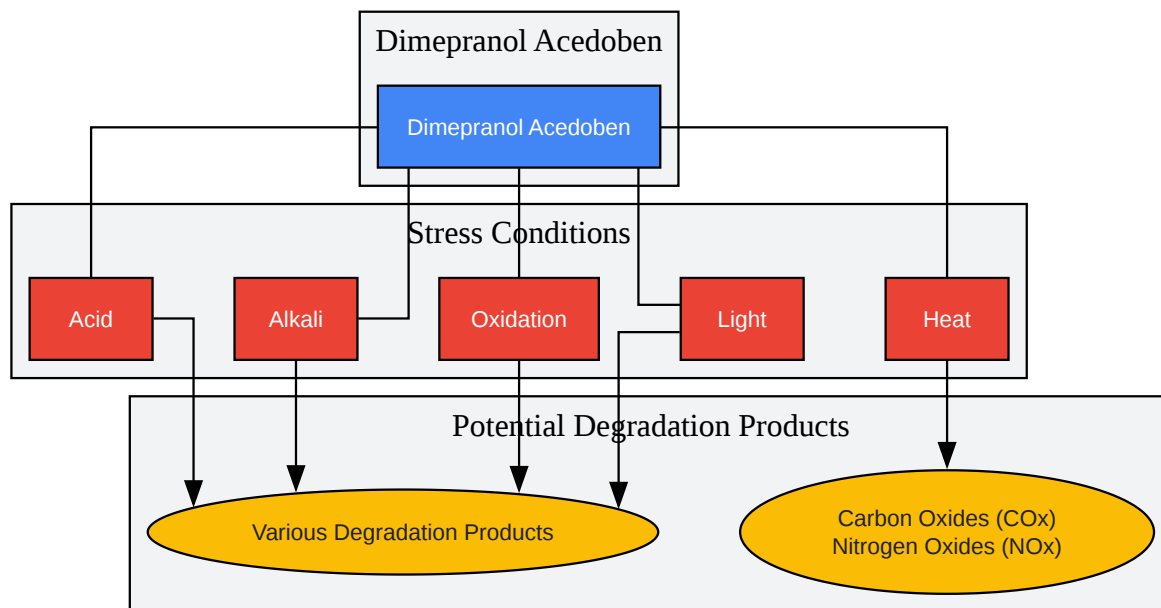 Dimepranol Acedoben
Dimepranol Acedoben
Stress Conditions
Acid
Alkali
Oxidation
Light
Heat
Potential Degradation Products
Various Degradation Products
Carbon Oxides (COx)
Nitrogen Oxides (NOx)